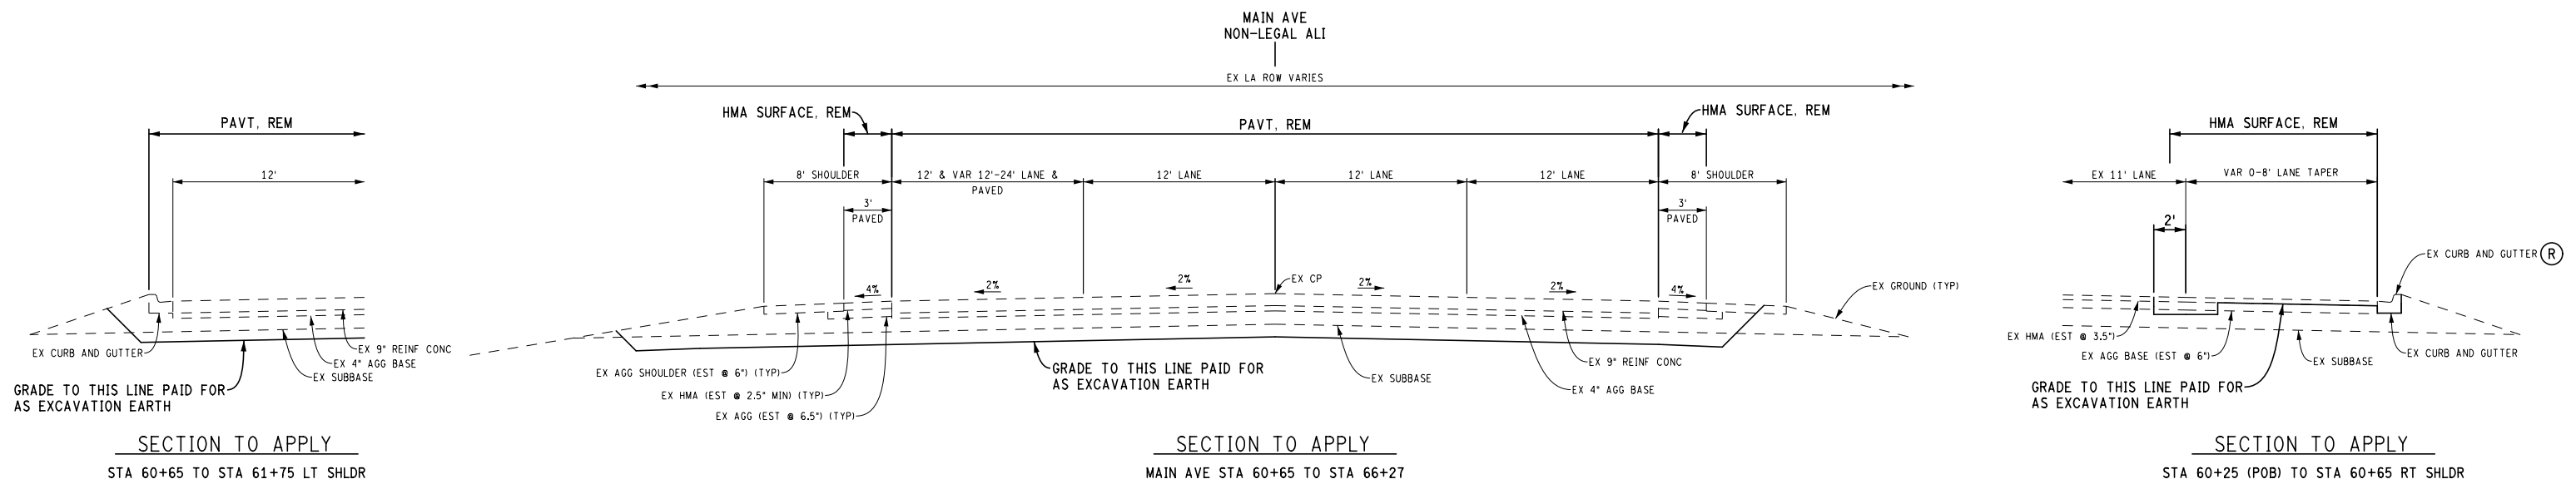 MAIN AVE
NON-LEGAL ALI
EX LA ROW VARIES
PAVT, REM
12'
EX CURB AND GUTTER
EX 9" REINF CONC
EX 4" AGG BASE
EX SUBBASE
GRADE TO THIS LINE PAID FOR
AS EXCAVATION EARTH
SECTION TO APPLY
STA 60+65 TO STA 61+75 LT SHLDR
HMA SURFACE, REM
PAVT, REM
HMA SURFACE, REM
8' SHOULDER
12' & VAR 12'-24' LANE &
PAVED
12' LANE
12' LANE
12' LANE
8' SHOULDER
3'
PAVED
3'
PAVED
4%
2%
2%
EX CP
2%
2%
4%
EX GROUND (TYP)
EX AGG SHOULDER (EST @ 6") (TYP)
EX HMA (EST @ 2.5" MIN) (TYP)
EX AGG (EST @ 6.5") (TYP)
GRADE TO THIS LINE PAID FOR
AS EXCAVATION EARTH
EX SUBBASE
EX 9" REINF CONC
EX 4" AGG BASE
SECTION TO APPLY
MAIN AVE STA 60+65 TO STA 66+27
HMA SURFACE, REM
EX 11' LANE
VAR 0-8' LANE TAPER
2'
EX CURB AND GUTTER R
EX HMA (EST @ 3.5")
EX AGG BASE (EST @ 6")
EX CURB AND GUTTER
EX SUBBASE
GRADE TO THIS LINE PAID FOR
AS EXCAVATION EARTH
SECTION TO APPLY
STA 60+25 (POB) TO STA 60+65 RT SHLDR